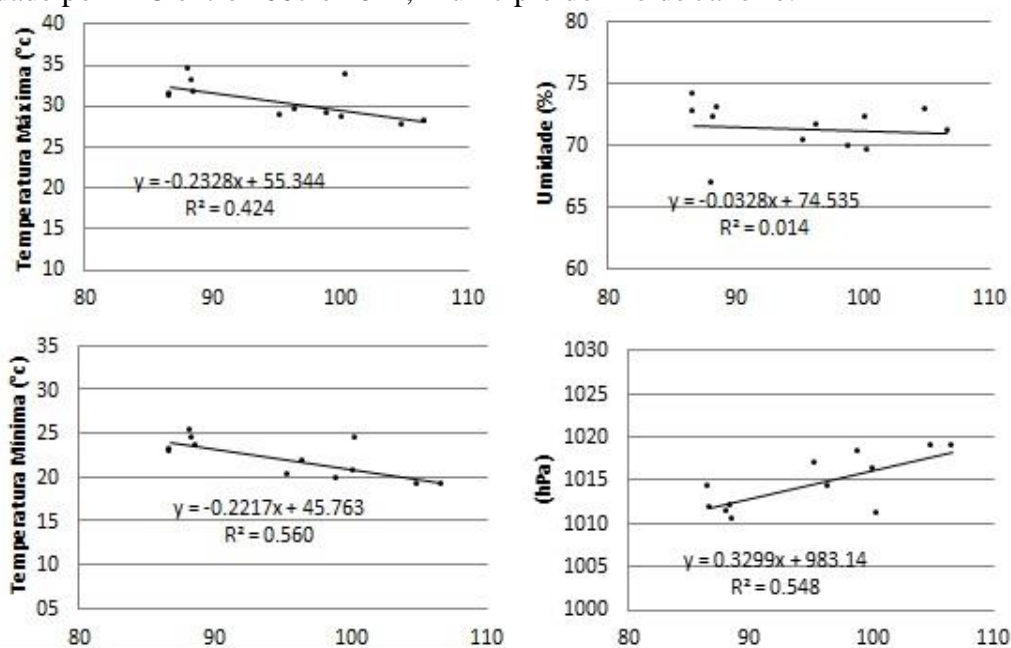 40
35
30
25
20
15
10
Temperatura Máxima (°c)
y = -0.2328x + 55.344
R² = 0.424
80 90 100 110
80
75
70
65
60
Umidade (%)
y = -0.0328x + 74.535
R² = 0.014
80 90 100 110
35
30
25
20
15
10
05
Temperatura Mínima (°c)
y = -0.2217x + 45.763
R² = 0.560
80 90 100 110
1030
1025
1020
1015
1010
1005
1000
(hPa)
y = 0.3299x + 983.14
R² = 0.548
80 90 100 110